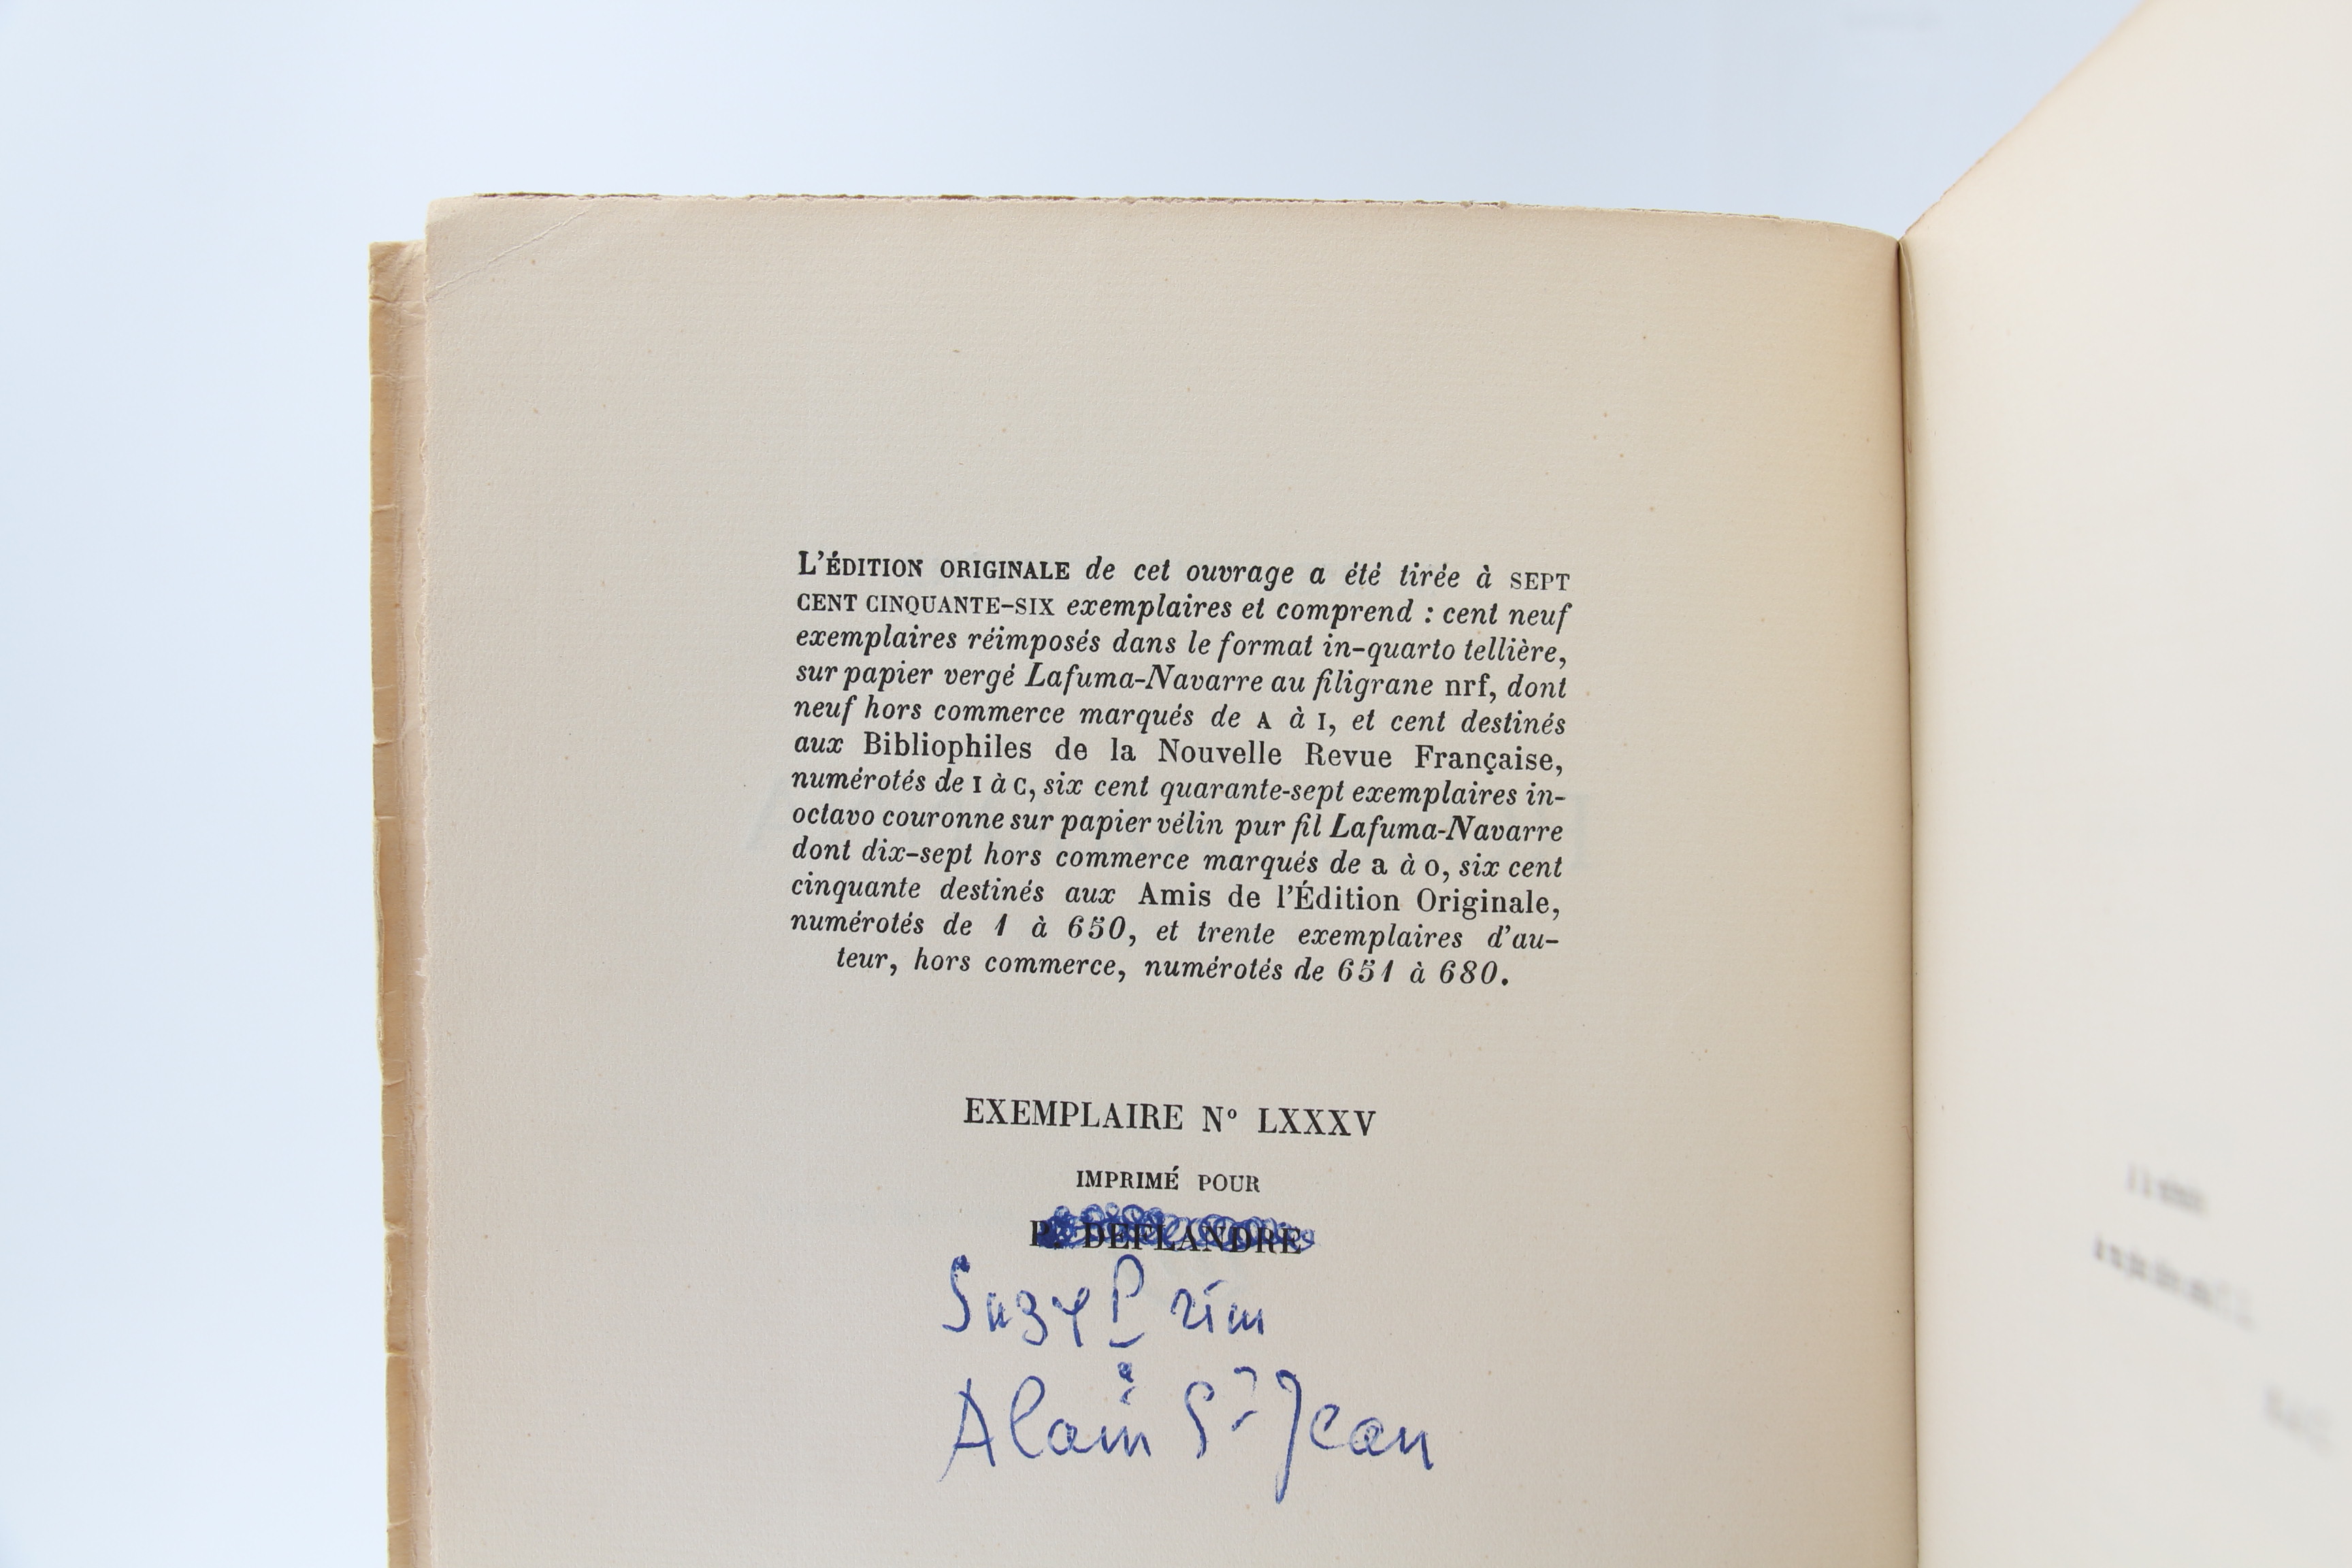 L'ÉDITION ORIGINALE de cet ouvrage a été tirée à SEPT
CENT CINQUANTE-SIX exemplaires et comprend : cent neuf
exemplaires réimposés dans le format in-quarto tellière,
sur papier vergé Lafuma-Navarre au filigrane nrf, dont
neuf hors commerce marqués de A à I, et cent destinés
aux Bibliophiles de la Nouvelle Revue Française,
numérotés de I à C, six cent quarante-sept exemplaires in-
octavo couronne sur papier vélin pur fil Lafuma-Navarre
dont dix-sept hors commerce marqués de a à o, six cent
cinquante destinés aux Amis de l'Édition Originale,
numérotés de 1 à 650, et trente exemplaires d'au-
teur, hors commerce, numérotés de 651 à 680.
EXEMPLAIRE N° LXXXV
IMPRIMÉ POUR
P. DEFLANDRE
Suzy Prim
Alain St Jean